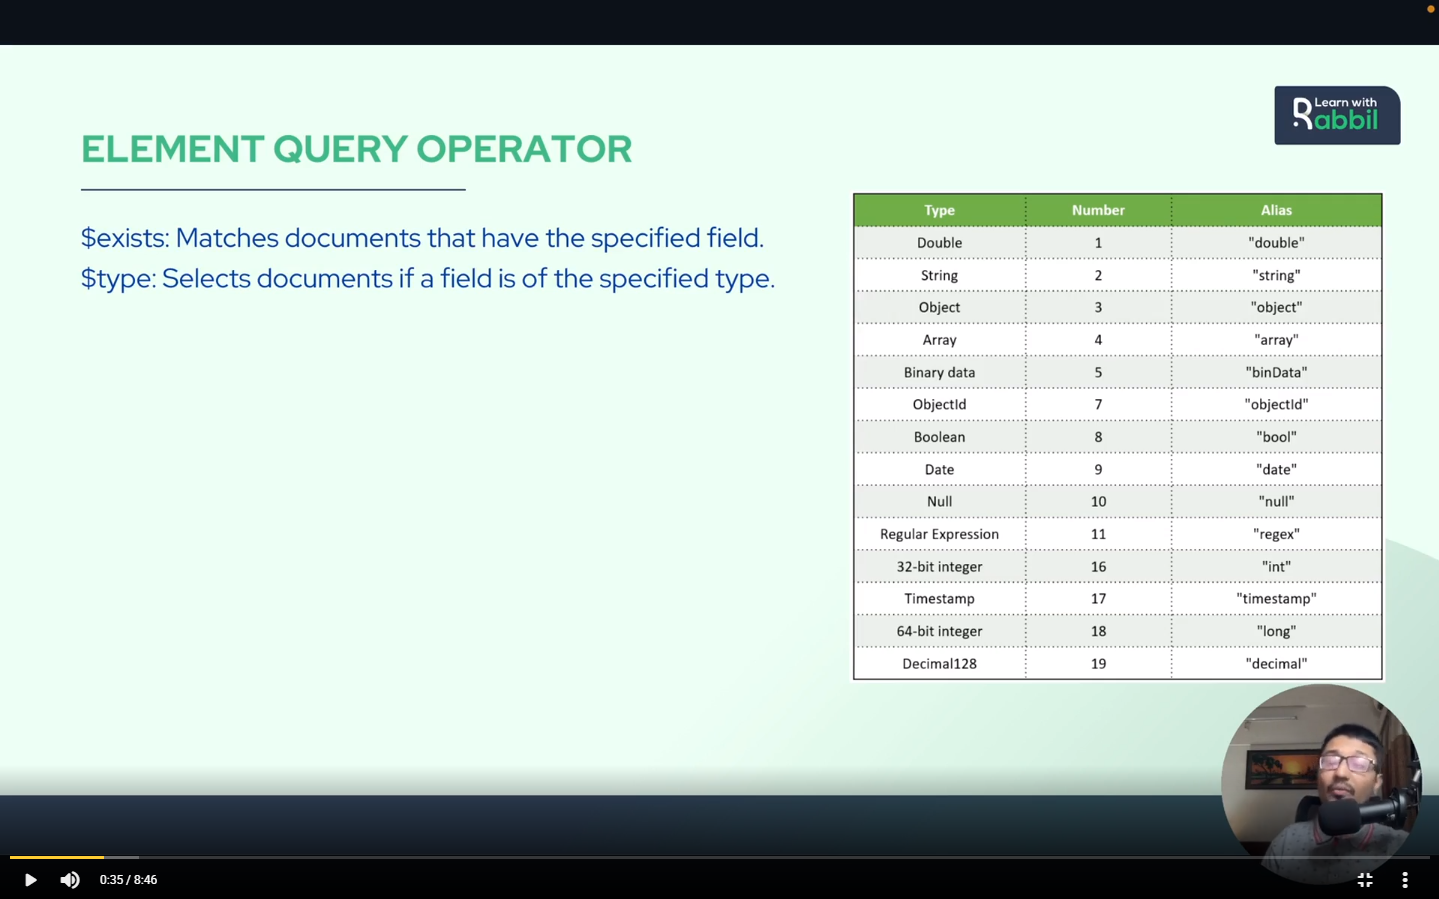 Learn with
Rabbil
ELEMENT QUERY OPERATOR
$exists: Matches documents that have the specified field.
$type: Selects documents if a field is of the specified type.
Type Number Alias
Double 1 "double"
String 2 "string"
Object 3 "object"
Array 4 "array"
Binary data 5 "binData"
ObjectId 7 "objectId"
Boolean 8 "bool"
Date 9 "date"
Null 10 "null"
Regular Expression 11 "regex"
32-bit integer 16 "int"
Timestamp 17 "timestamp"
64-bit integer 18 "long"
Decimal128 19 "decimal"
0:35 / 8:46